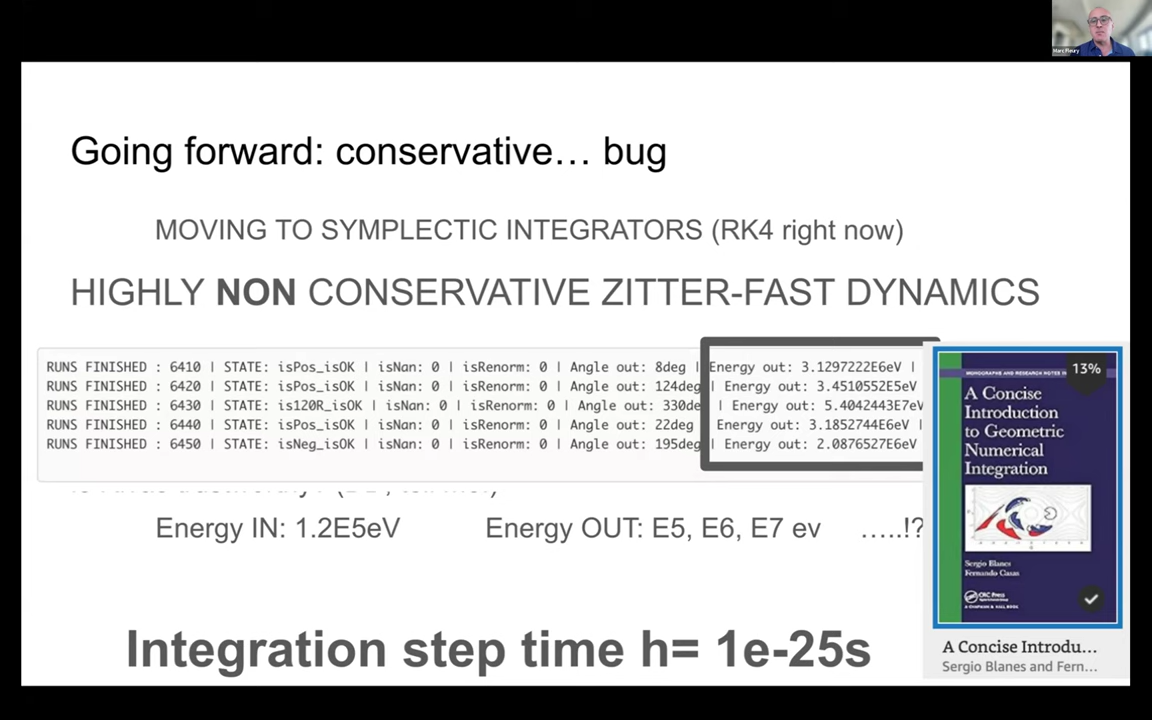 Marc Fleury
Going forward: conservative… bug
MOVING TO SYMPLECTIC INTEGRATORS (RK4 right now)
HIGHLY NON CONSERVATIVE ZITTER-FAST DYNAMICS
RUNS FINISHED : 6410 | STATE: isPos_isOK | isNan: 0 | isRenorm: 0 | Angle out: 8deg | Energy out: 3.1297222E6eV |
RUNS FINISHED : 6420 | STATE: isPos_isOK | isNan: 0 | isRenorm: 0 | Angle out: 124deg | Energy out: 3.4510552E5eV
RUNS FINISHED : 6430 | STATE: is120R_isOK | isNan: 0 | isRenorm: 0 | Angle out: 330de | Energy out: 5.4042443E7eV
RUNS FINISHED : 6440 | STATE: isPos_isOK | isNan: 0 | isRenorm: 0 | Angle out: 22deg Energy out: 3.1852744E6eV |
RUNS FINISHED : 6450 | STATE: isNeg_isOK | isNan: 0 | isRenorm: 0 | Angle out: 195deg | Energy out: 2.0876527E6eV
Energy IN: 1.2E5eV Energy OUT: E5, E6, E7 ev …..!?
Integration step time h= 1e-25s
13%
MONOGRAPHS AND RESEARCH NOTES IN
A Concise
Introduction
to Geometric
Numerical
Integration
Sergio Blanes
Fernando Casas
CRC Press
A CHAPMAN & HALL BOOK
A Concise Introdu...
Sergio Blanes and Fern...